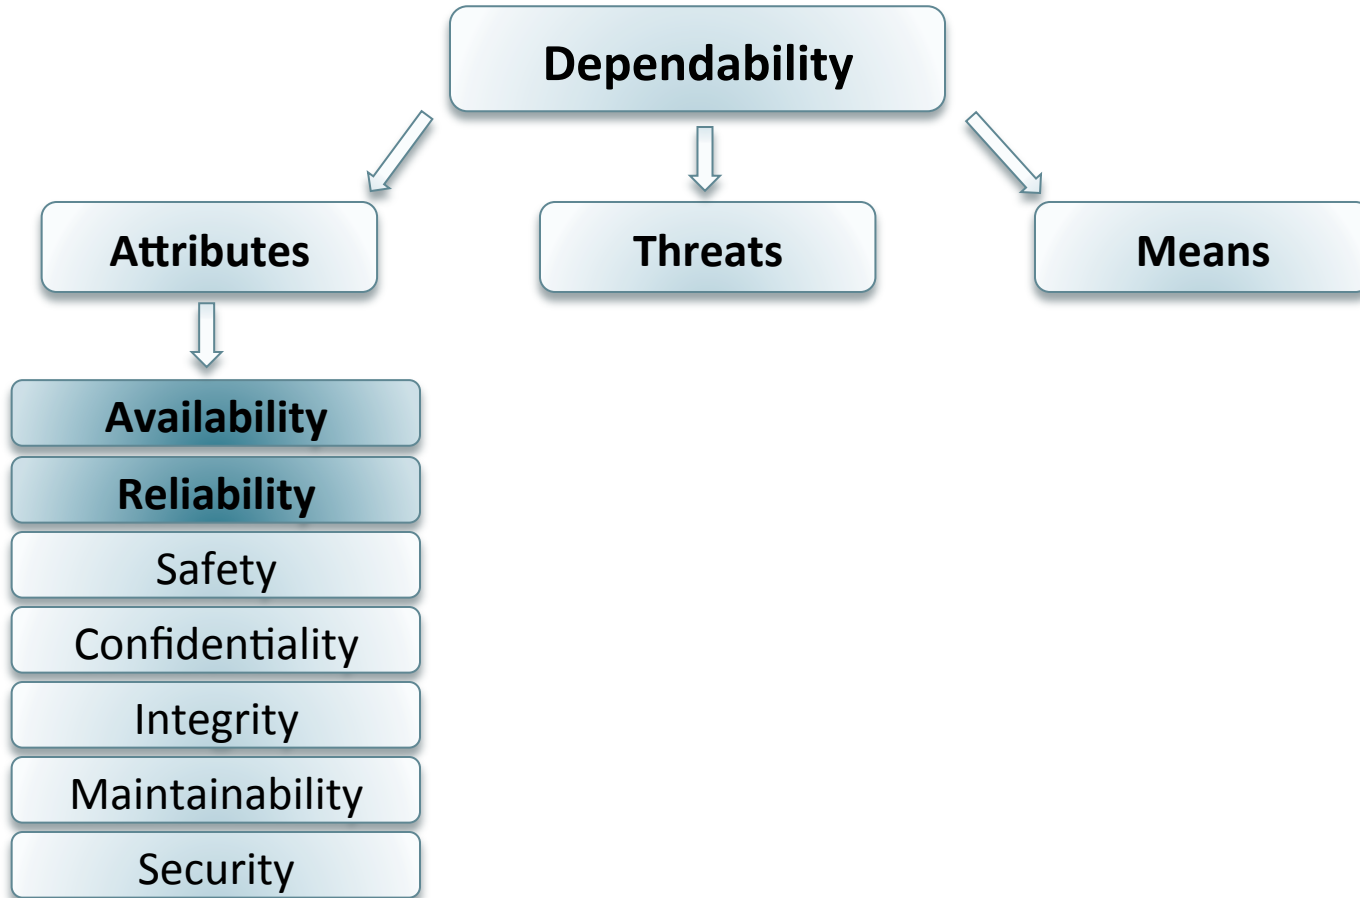 Dependability
Attributes
Threats
Means
Availability
Reliability
Safety
Confidentiality
Integrity
Maintainability
Security